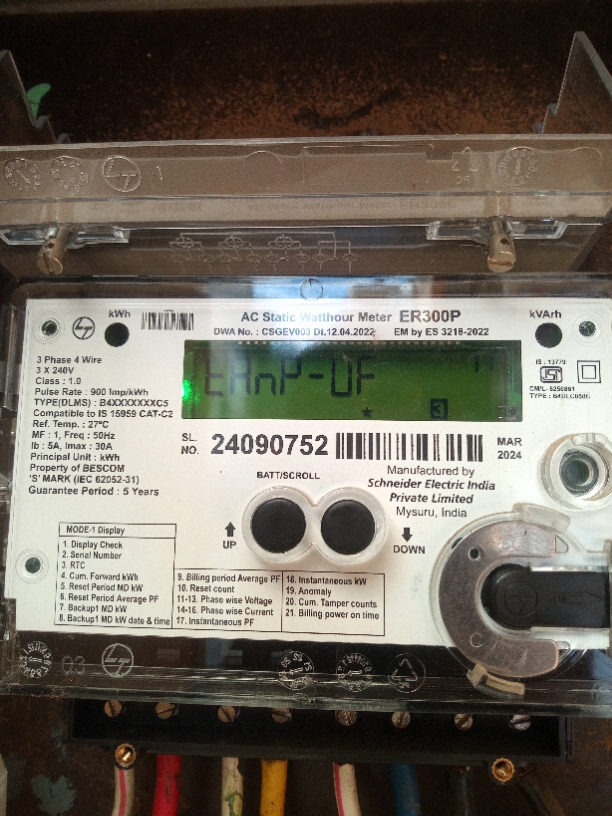 kWh
AC Static Watthour Meter ER300P
kVArh
DWA No. : CSGEV003 Dt.12.04.2022
EM by ES 3218-2022
3 Phase 4 Wire
3 X 240V
Class : 1.0
Pulse Rate : 900 Imp/kWh
TYPE(DLMS) : B4XXXXXXXC5
Compatible to IS 15959 CAT-C2
Ref. Temp. : 27°C
MF : 1, Freq : 50Hz
Ib : 5A, Imax : 30A
Principal Unit : kWh
Property of BESCOM
'S' MARK (IEC 62052-31)
Guarantee Period : 5 Years
tAnP-OF
3
IS : 13779
SL.
NO.
24090752
MAR
2024
BATT/SCROLL
UP
DOWN
Manufactured by
Schneider Electric India
Private Limited
Mysuru, India
MODE-1 Display
1. Display Check
2. Serial Number
3. RTC
4. Cum. Forward kWh
5. Reset Period MD kW
6. Reset Period Average PF
7. Backup1 MD kW
8. Backup1 MD kW date & time
9. Billing period Average PF
10. Reset count
11-13. Phase wise Voltage
14-16. Phase wise Current
17. Instantaneous PF
18. Instantaneous kW
19. Anomaly
20. Cum. Tamper counts
21. Billing power on time